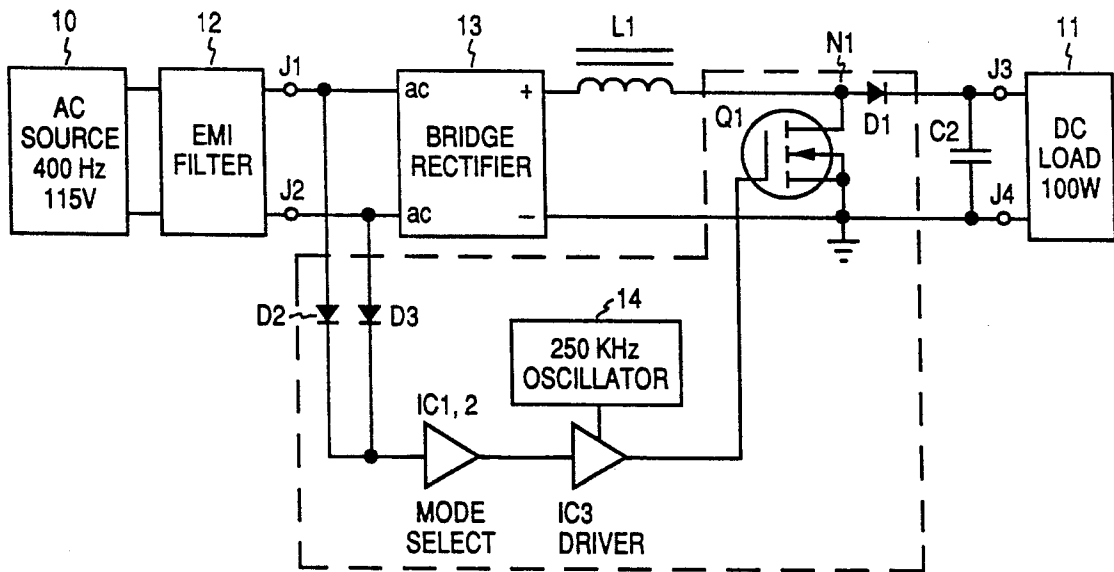 10
12
13
L1
N1
11
J1
J3
AC
SOURCE
400 Hz
115V
EMI
FILTER
ac
+
BRIDGE
RECTIFIER
Q1
D1
C2
DC
LOAD
100W
J2
ac
−
J4
D2
D3
14
250 KHz
OSCILLATOR
IC1, 2
MODE
SELECT
IC3
DRIVER